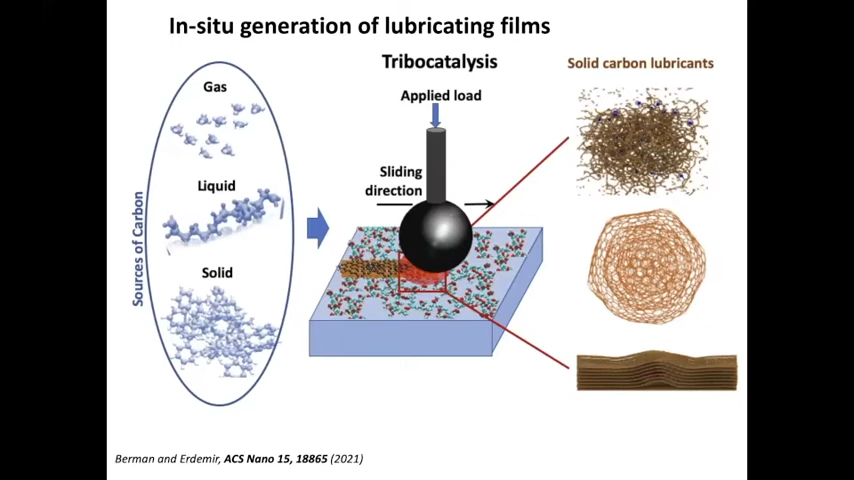 In-situ generation of lubricating films
Tribocatalysis
Solid carbon lubricants
Gas
Applied load
Sliding
direction
Liquid
Sources of Carbon
Solid
Berman and Erdemir, ACS Nano 15, 18865 (2021)